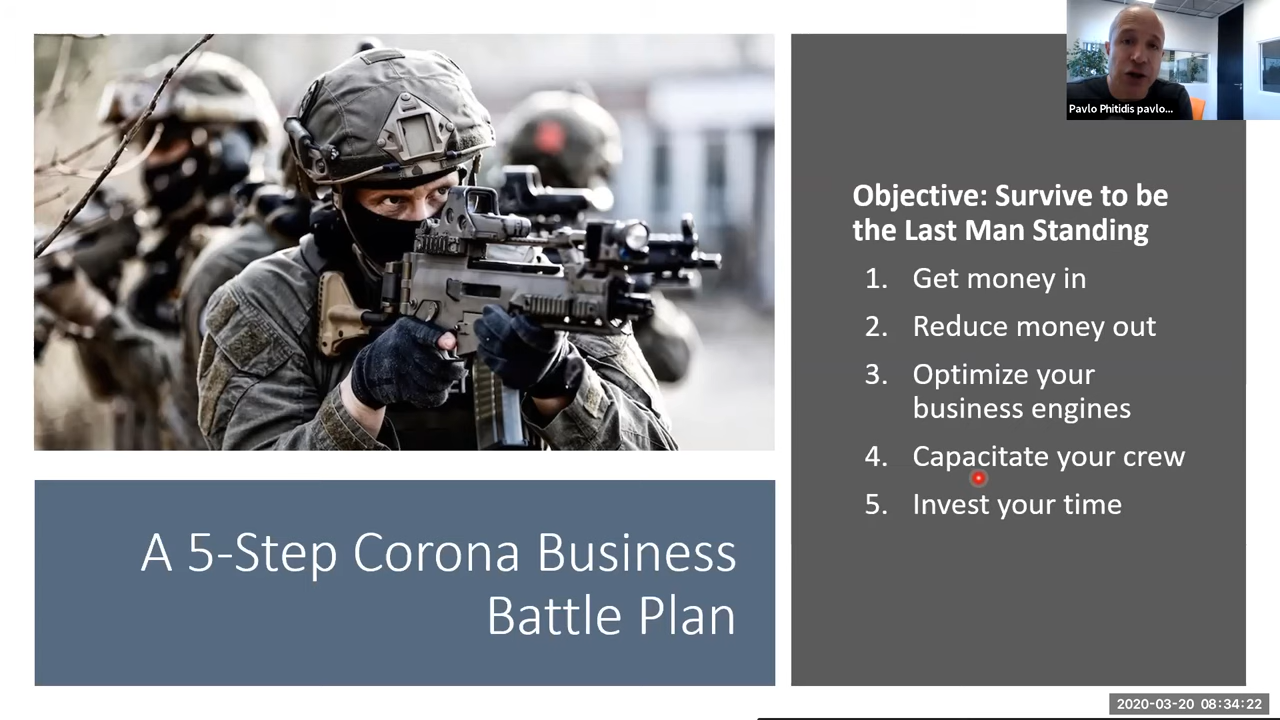 Pavlo Phitidis pavlo...
Objective: Survive to be
the Last Man Standing
1. Get money in
2. Reduce money out
3. Optimize your
business engines
4. Capacitate your crew
5. Invest your time
A 5-Step Corona Business
Battle Plan
2020-03-20 08:34:22